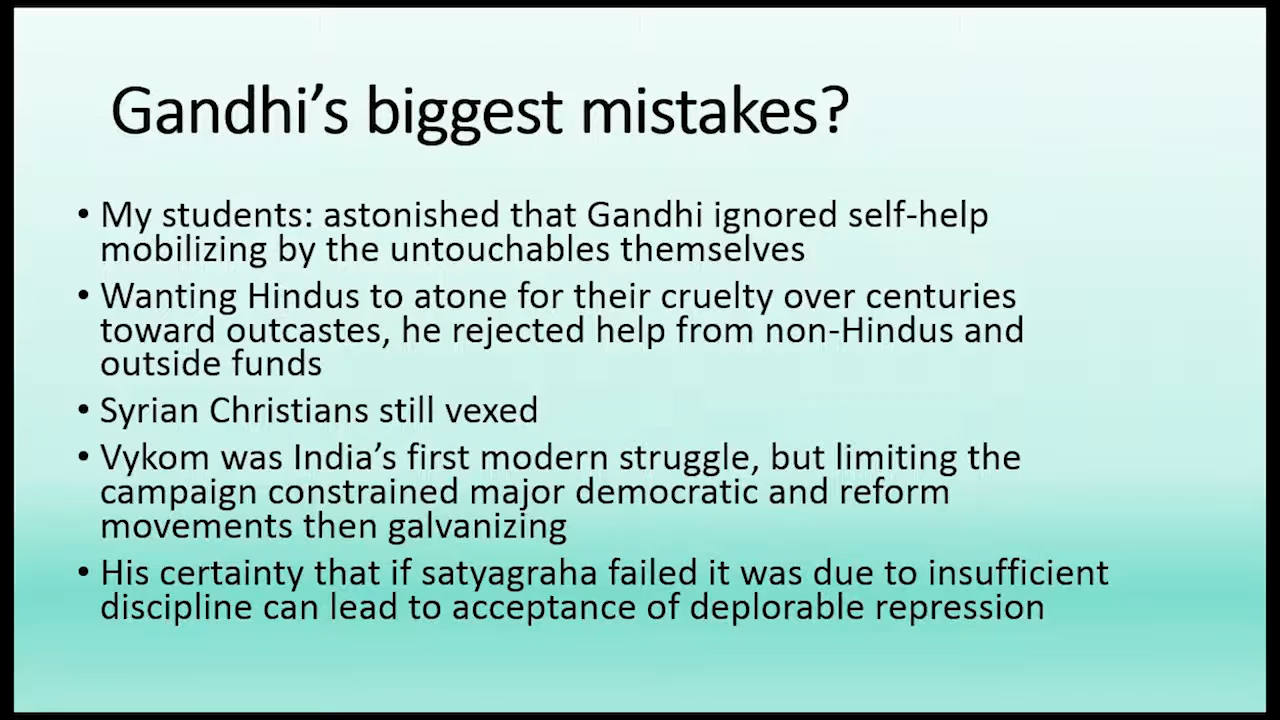 Gandhi’s biggest mistakes?
• My students: astonished that Gandhi ignored self-help
mobilizing by the untouchables themselves
• Wanting Hindus to atone for their cruelty over centuries
toward outcastes, he rejected help from non-Hindus and
outside funds
• Syrian Christians still vexed
• Vykom was India’s first modern struggle, but limiting the
campaign constrained major democratic and reform
movements then galvanizing
• His certainty that if satyagraha failed it was due to insufficient
discipline can lead to acceptance of deplorable repression